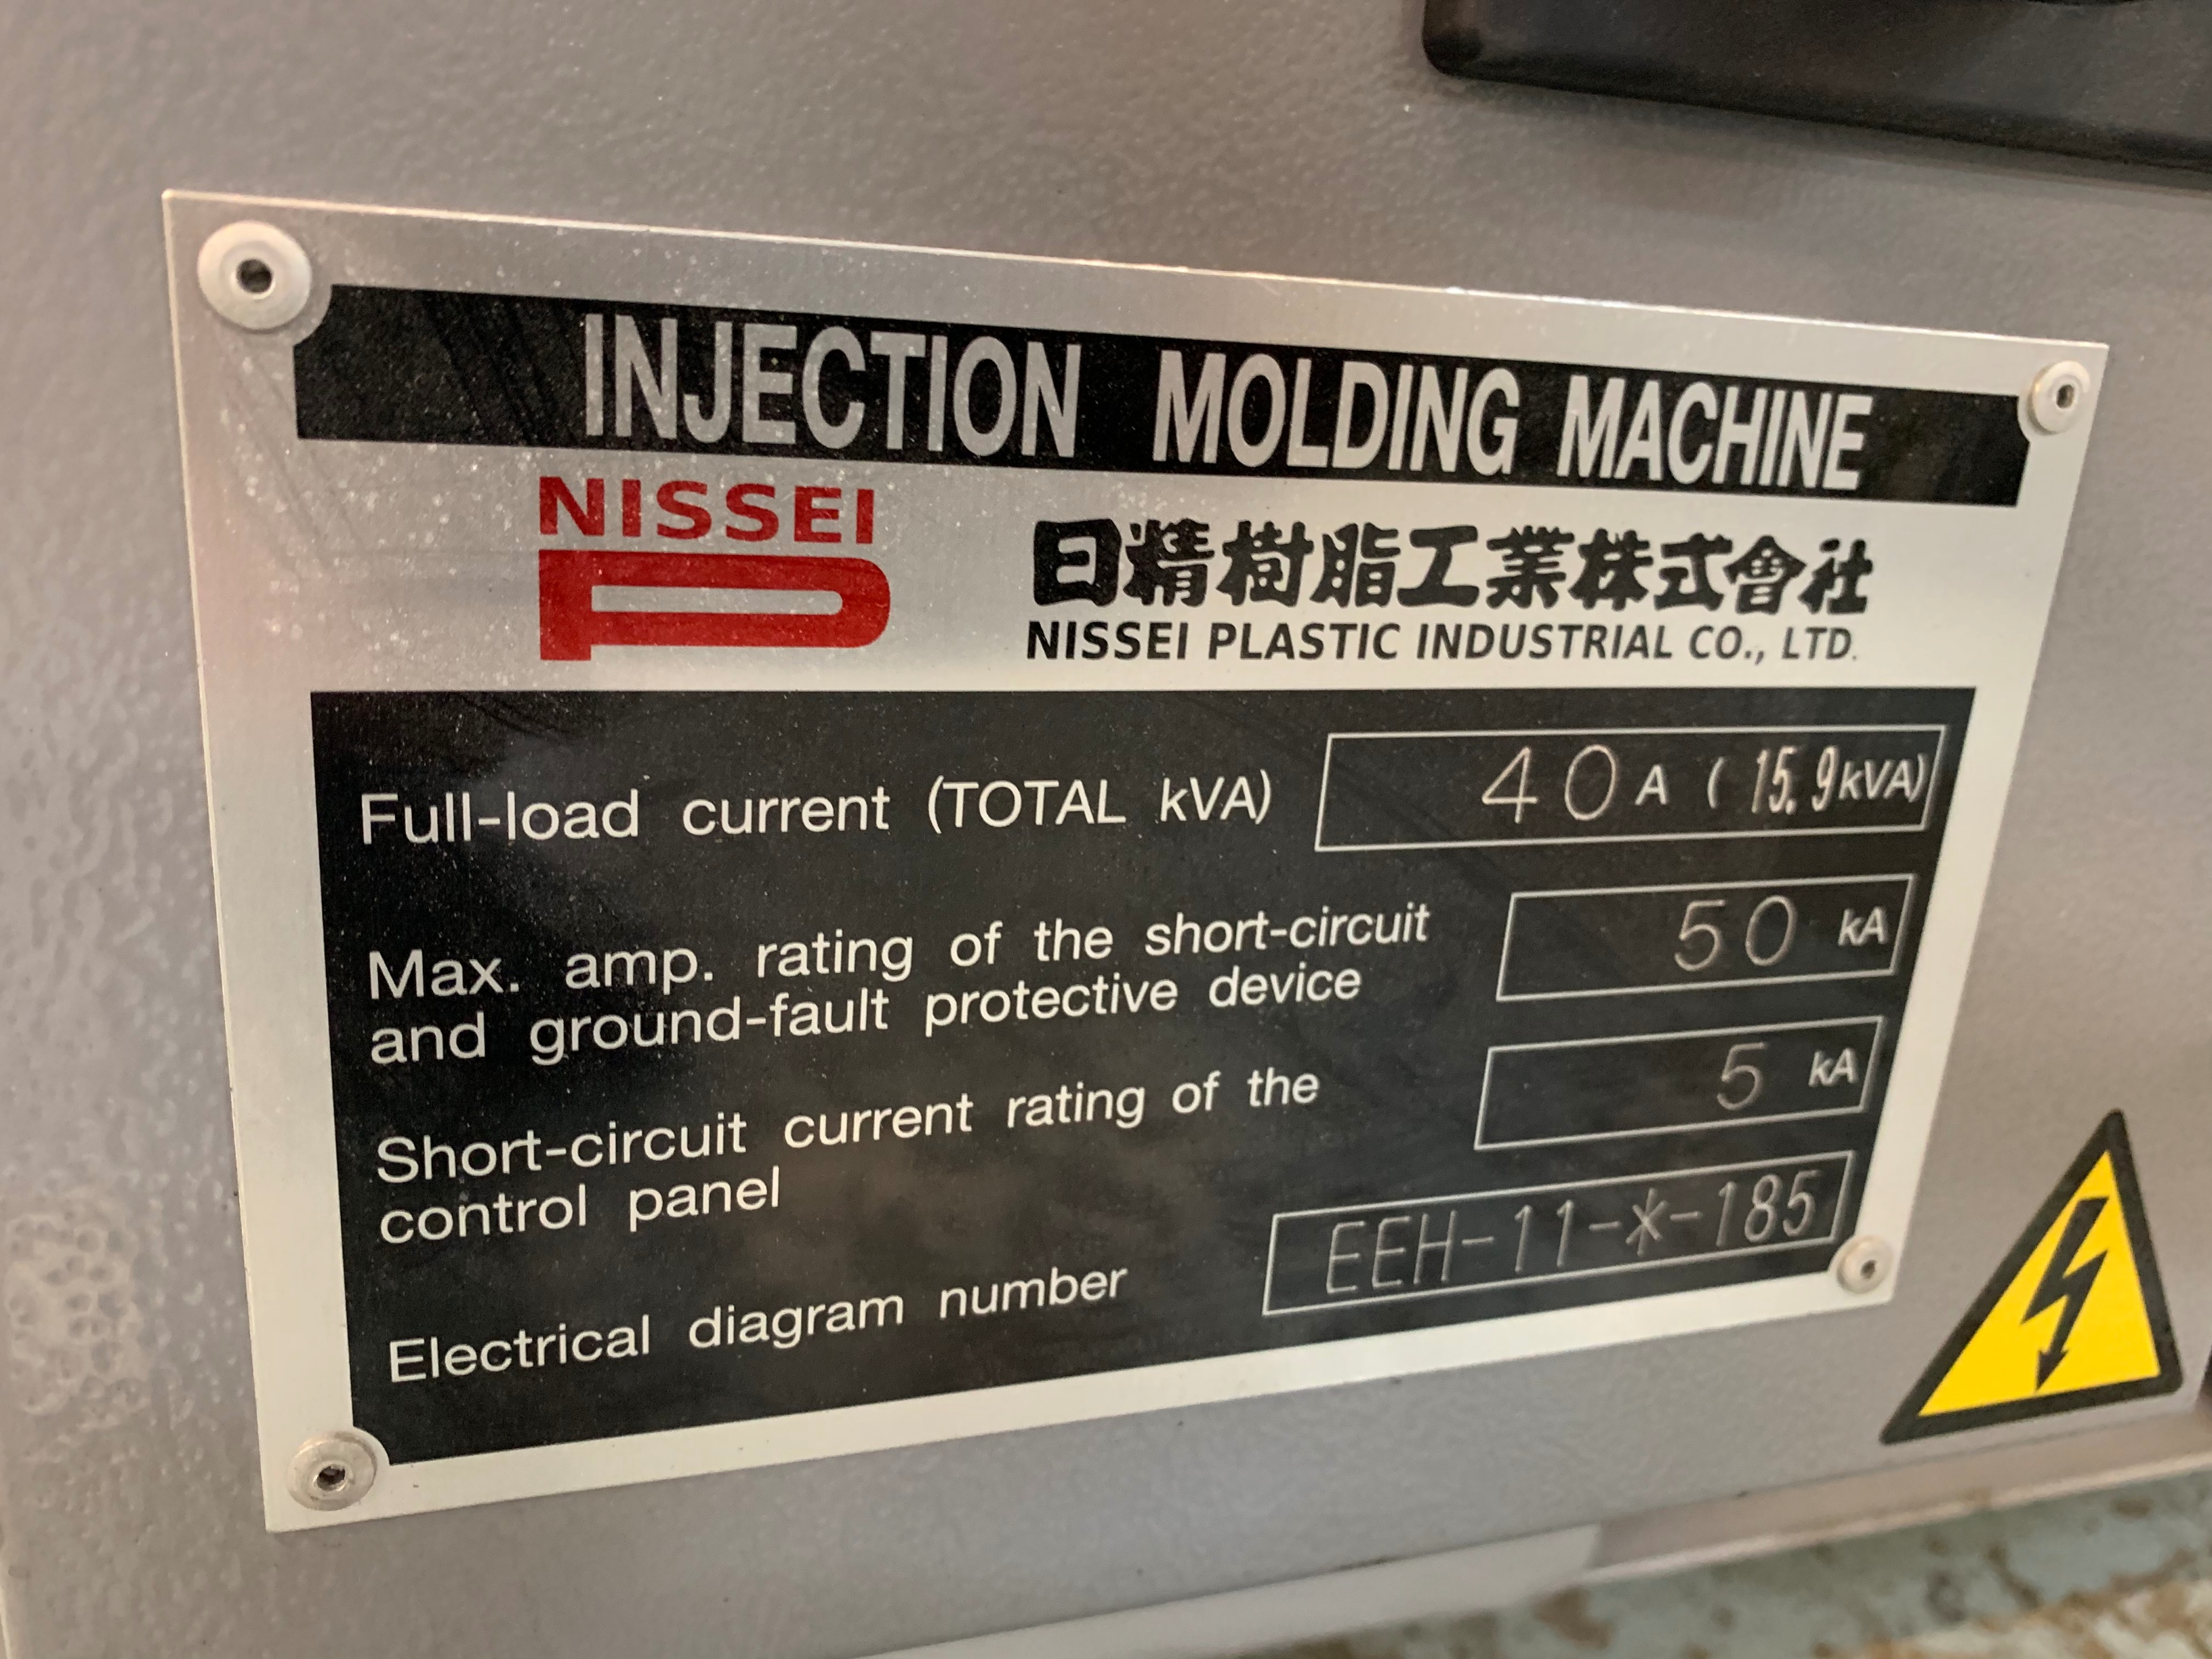 INJECTION MOLDING MACHINE
NISSEI
日精樹脂工業株式會社
NISSEI PLASTIC INDUSTRIAL CO., LTD.
Full-load current (TOTAL kVA) 40 A (15.9 kVA)
Max. amp. rating of the short-circuit
and ground-fault protective device 50 kA
Short-circuit current rating of the
control panel 5 kA
Electrical diagram number EEH-11-*-185